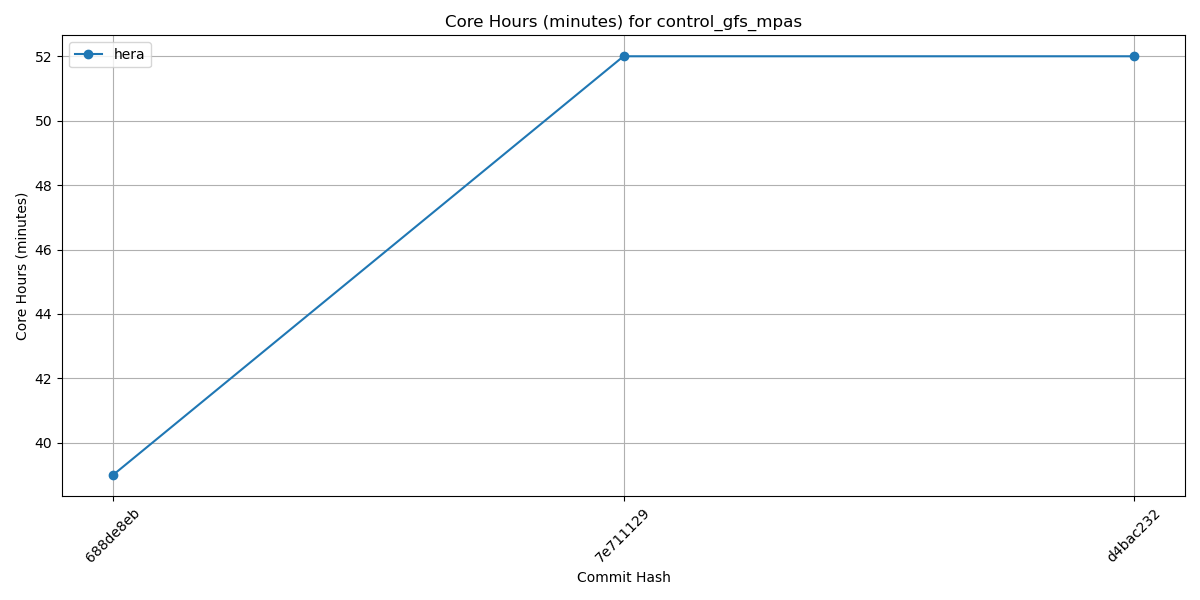 Core Hours (minutes) for control_gfs_mpas
hera
52
50
48
46
44
42
40
Core Hours (minutes)
688de8eb
7e711129
d4bac232
Commit Hash